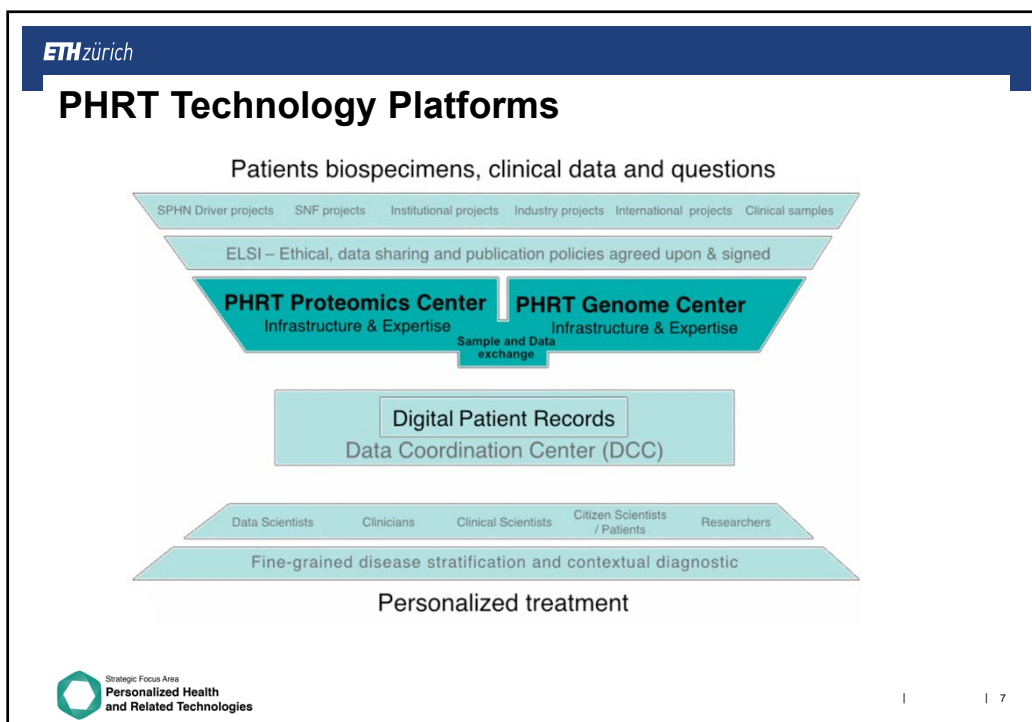 ETH zürich
PHRT Technology Platforms
Patients biospecimens, clinical data and questions
SPHN Driver projects SNF projects Institutional projects Industry projects International projects Clinical samples
ELSI – Ethical, data sharing and publication policies agreed upon & signed
PHRT Proteomics Center
Infrastructure & Expertise
PHRT Genome Center
Infrastructure & Expertise
Sample and Data
exchange
Digital Patient Records
Data Coordination Center (DCC)
Data Scientists Clinicians Clinical Scientists Citizen Scientists
/ Patients Researchers
Fine-grained disease stratification and contextual diagnostic
Personalized treatment
Strategic Focus Area
Personalized Health
and Related Technologies
| | 7